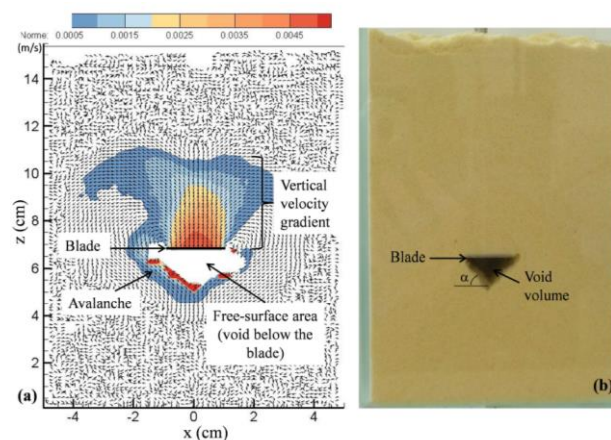 0.0005 0.0015 0.0025 0.0035 0.0045
Norme:
(m/s)
14
12
10
8
6
4
2
z (cm)
Vertical
velocity
gradient
Blade
Avalanche
Free-surface area
(void below the
blade)
(a)
-4 -2 0 2 4
x (cm)
Blade
α
Void
volume
(b)